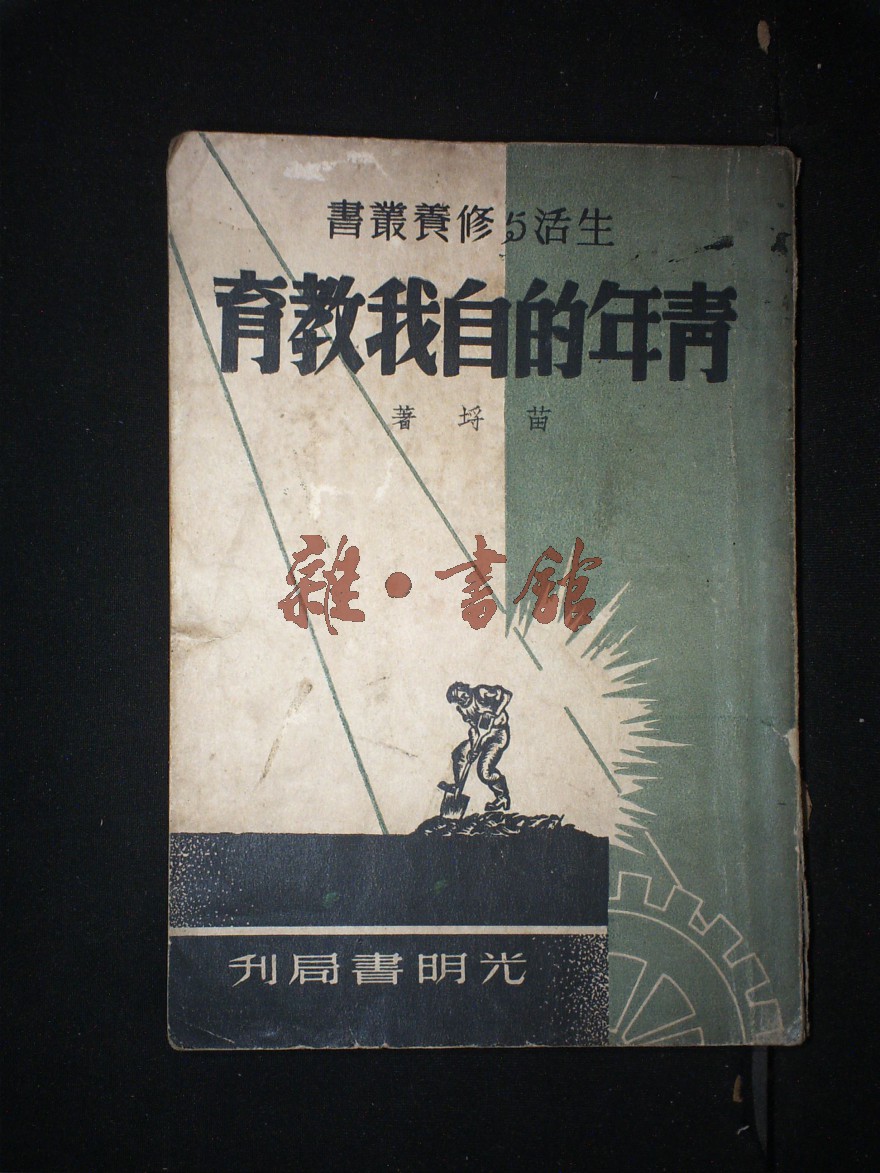 生活与修養叢書
青年的自我教育
苗埒著
雜·書館
光明書局刊